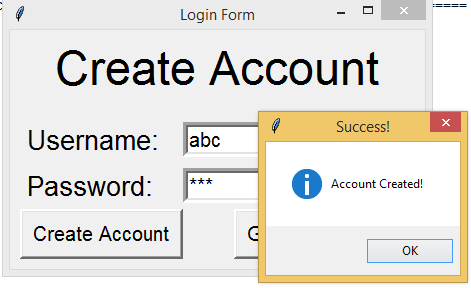 Login Form
Create Account
Username: abc
Password: ***
Create Account
Success!
Account Created!
OK